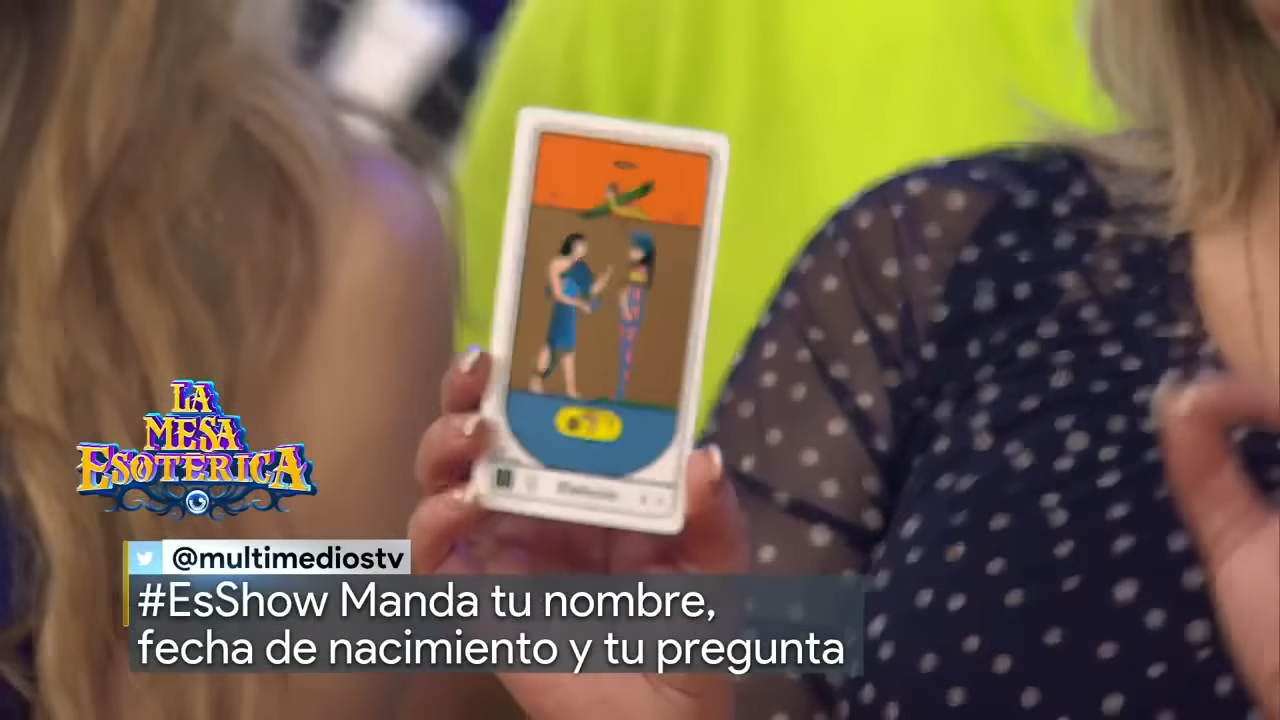 LA
MESA
ESOTERICA
@multimediostv
#EsShow Manda tu nombre,
fecha de nacimiento y tu pregunta